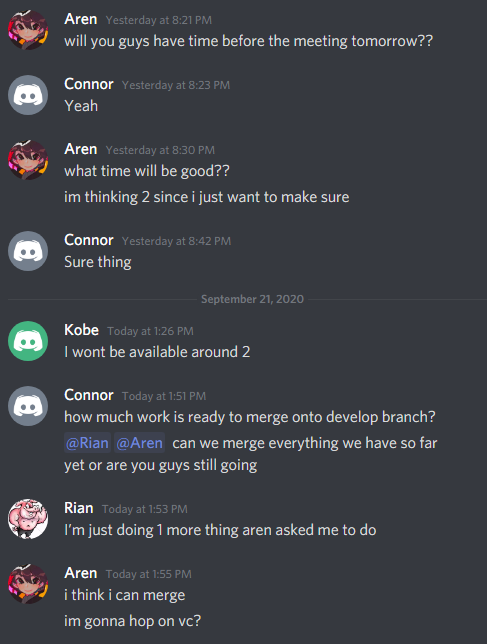 Aren Yesterday at 8:21 PM
will you guys have time before the meeting tomorrow??
Connor Yesterday at 8:23 PM
Yeah
Aren Yesterday at 8:30 PM
what time will be good??
im thinking 2 since i just want to make sure
Connor Yesterday at 8:42 PM
Sure thing
September 21, 2020
Kobe Today at 1:26 PM
I wont be available around 2
Connor Today at 1:51 PM
how much work is ready to merge onto develop branch?
@Rian @Aren can we merge everything we have so far
yet or are you guys still going
Rian Today at 1:53 PM
I'm just doing 1 more thing aren asked me to do
Aren Today at 1:55 PM
i think i can merge
im gonna hop on vc?